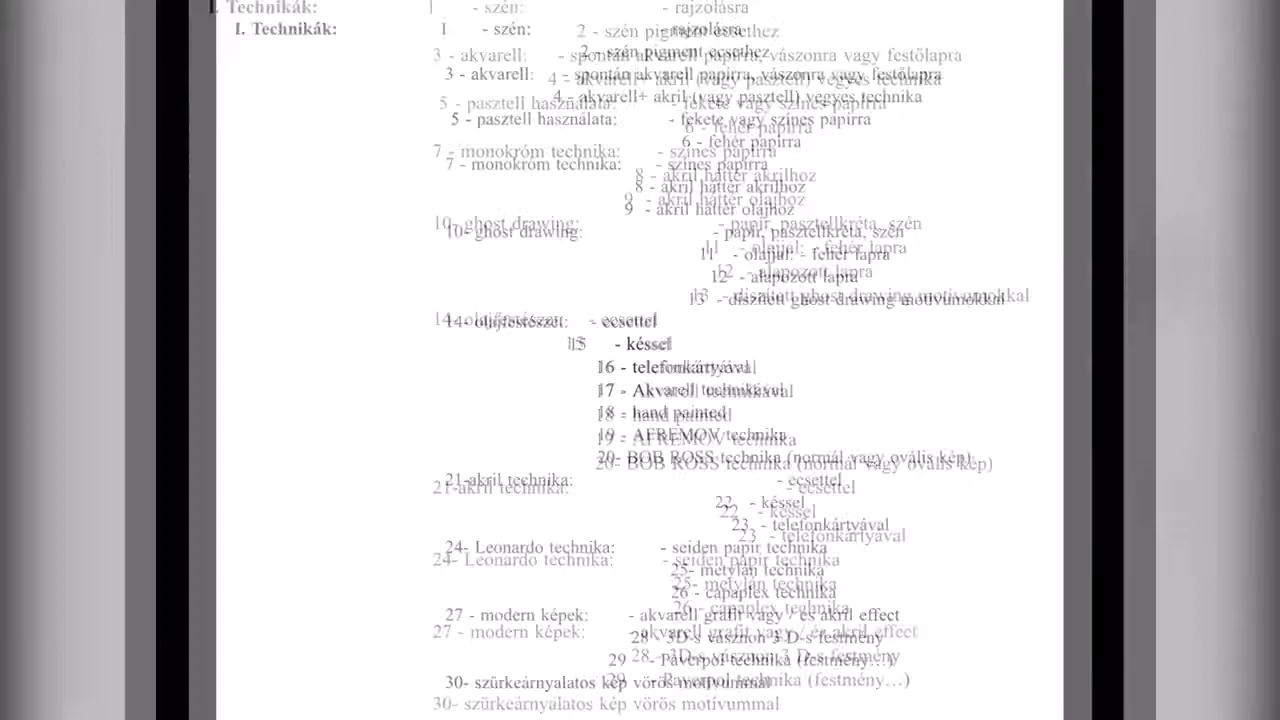 I. Technikák: 1 - szén: - rajzolásra
2 - szén pigment ecsethez
3 - akvarell: - spontán akvarell papírra, vászonra vagy festőlapra
4 - akvarell+ akril (vagy pasztell) vegyes technika
5 - pasztell használata: - fekete vagy színes papírra
6 - fehér papírra
7 - monokróm technika: - színes papírra
8 - akril háttér akrilhoz
9 - akril háttér olajhoz
10- ghost drawing: - papír, pasztellkréta, szén
11 - olajjal: - fehér lapra
12 - alapozott lapra
13 - díszített ghost drawing motívumokkal
14- olajfestészet: - ecsettel
15 - késsel
16 - telefonkártyával
17 - Akvarell technikával
18 - hand painted
19 - AFREMOV technika
20- BOB ROSS technika (normál vagy ovális kép)
21-akril technika: - ecsettel
22 - késsel
23 - telefonkártyával
24- Leonardo technika: - seiden papír technika
25- metylán technika
26 - capaplex technika
27 - modern képek: - akvarell grafit vagy / és akril effect
28 - 3D-s vásznon 3 D-s festmény
29 - Paverpol technika (festmény…)
30- szürkeárnyalatos kép vörös motívummal